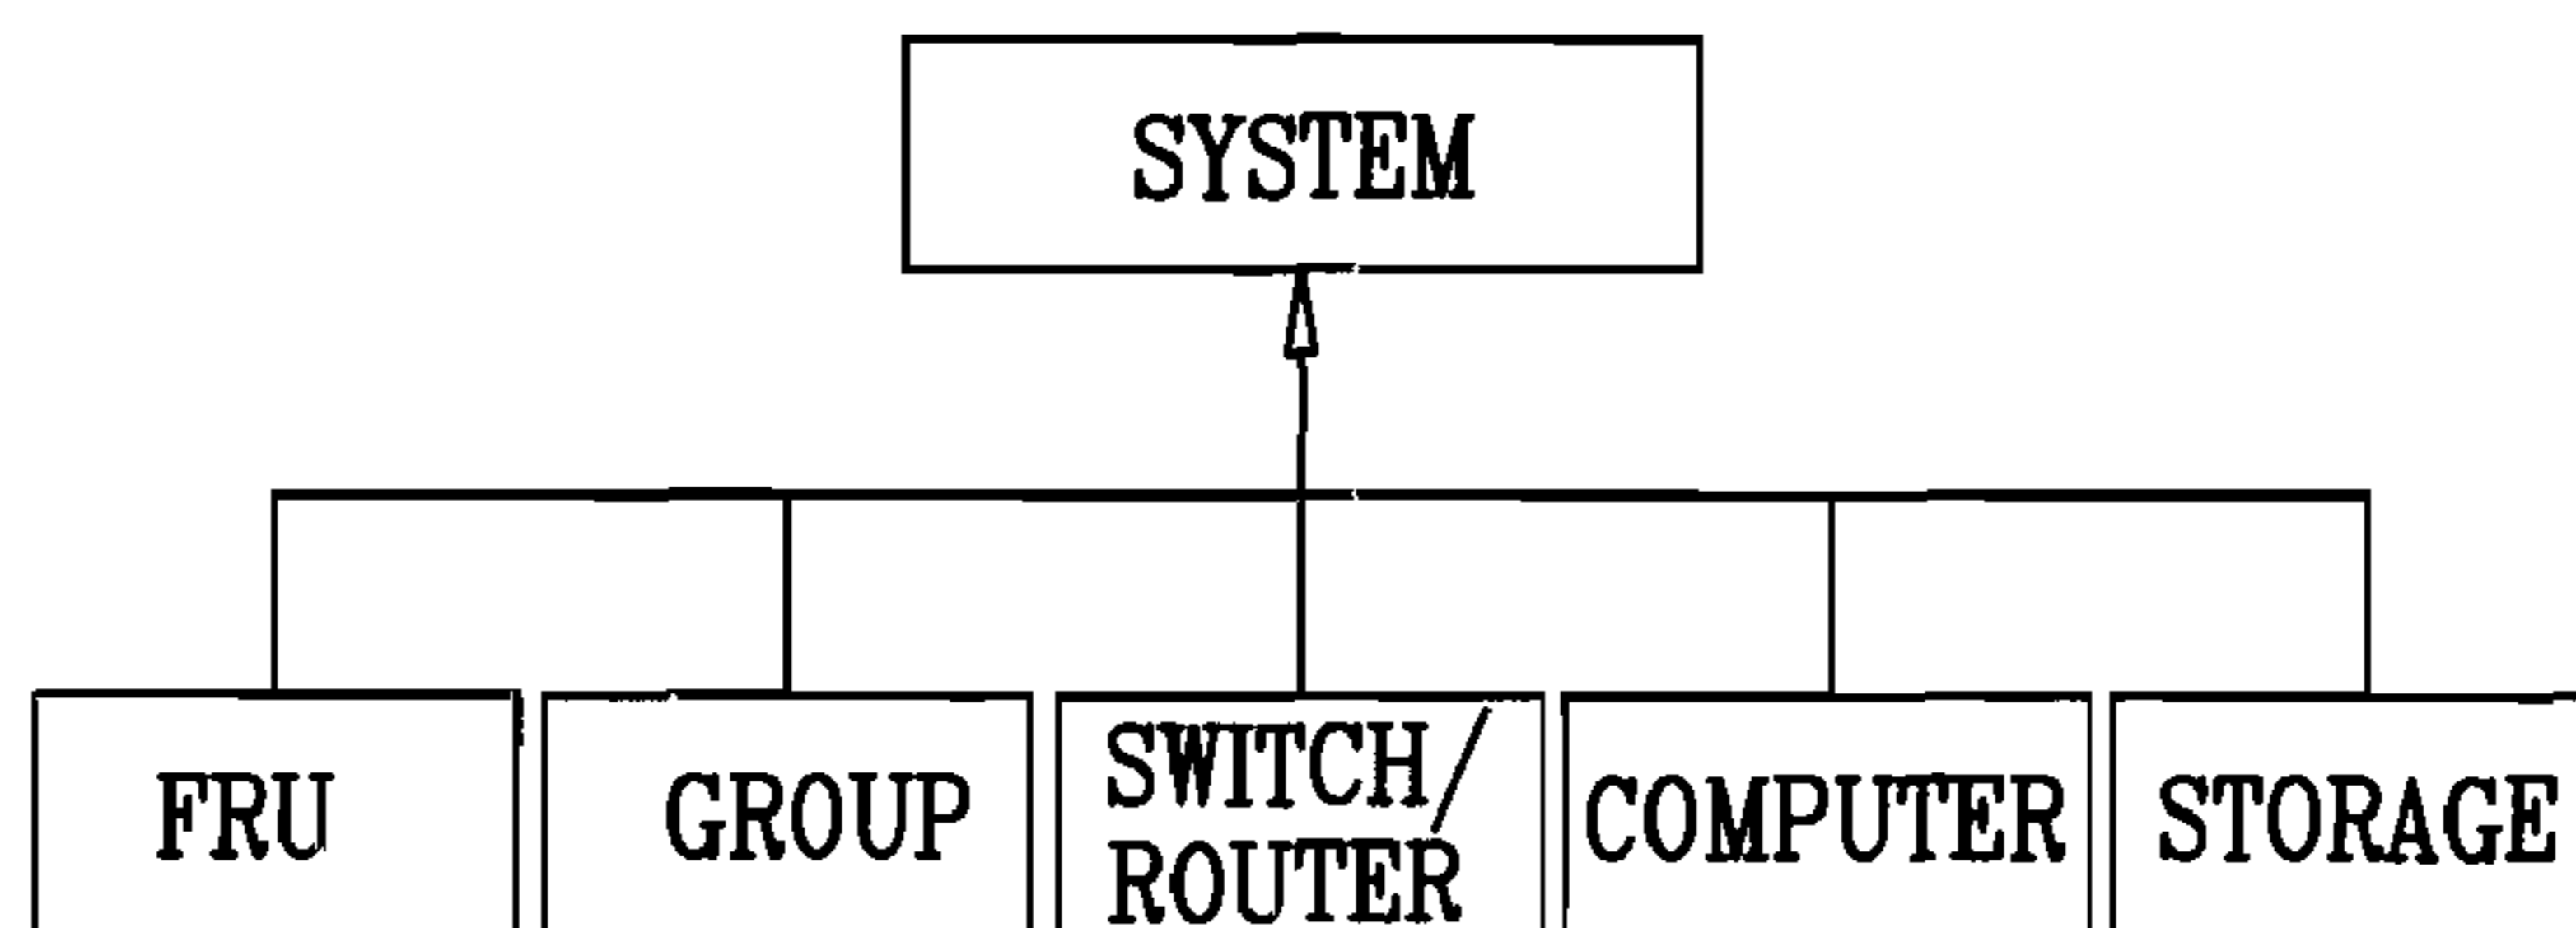 SYSTEM
FRU
GROUP
SWITCH/
ROUTER
COMPUTER
STORAGE